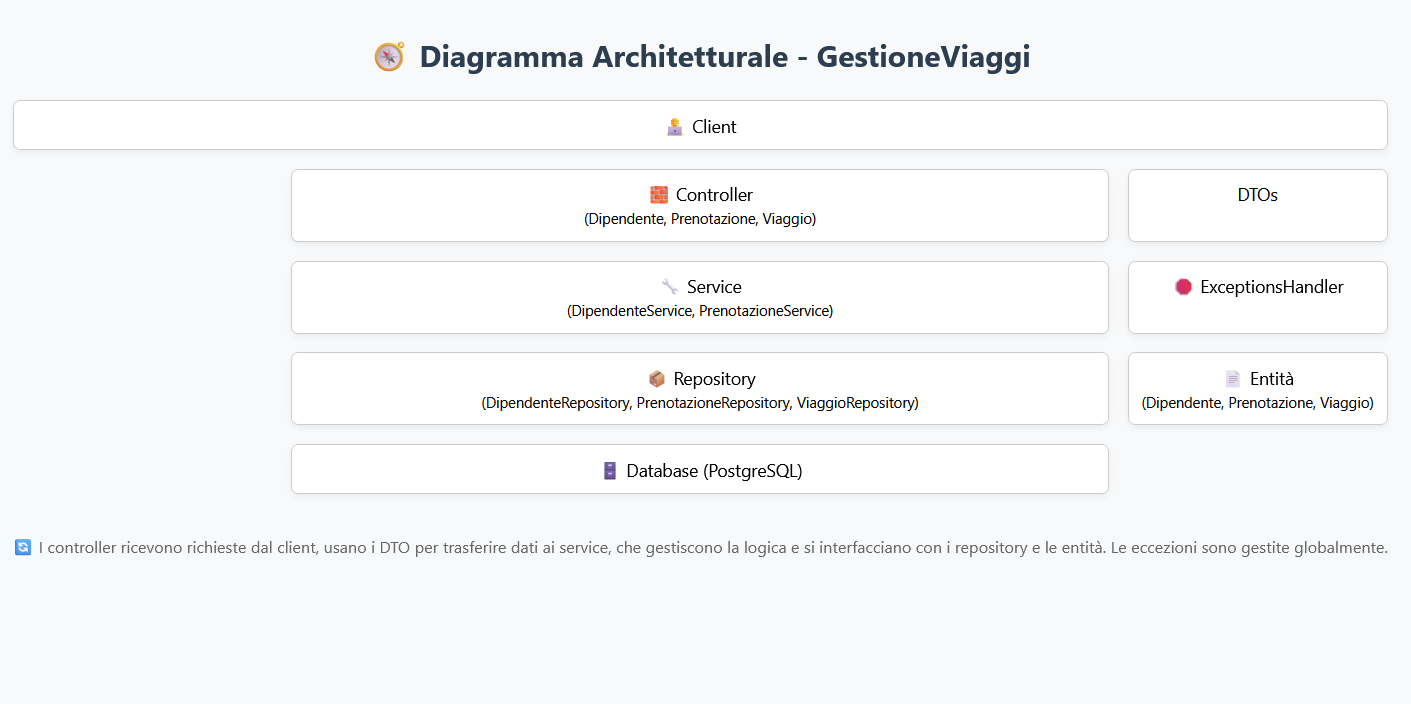 Diagramma Architetturale - GestioneViaggi
Client
Controller
(Dipendente, Prenotazione, Viaggio)
DTOs
Service
(DipendenteService, PrenotazioneService)
ExceptionsHandler
Repository
(DipendenteRepository, PrenotazioneRepository, ViaggioRepository)
Entità
(Dipendente, Prenotazione, Viaggio)
Database (PostgreSQL)
I controller ricevono richieste dal client, usano i DTO per trasferire dati ai service, che gestiscono la logica e si interfacciano con i repository e le entità. Le eccezioni sono gestite globalmente.